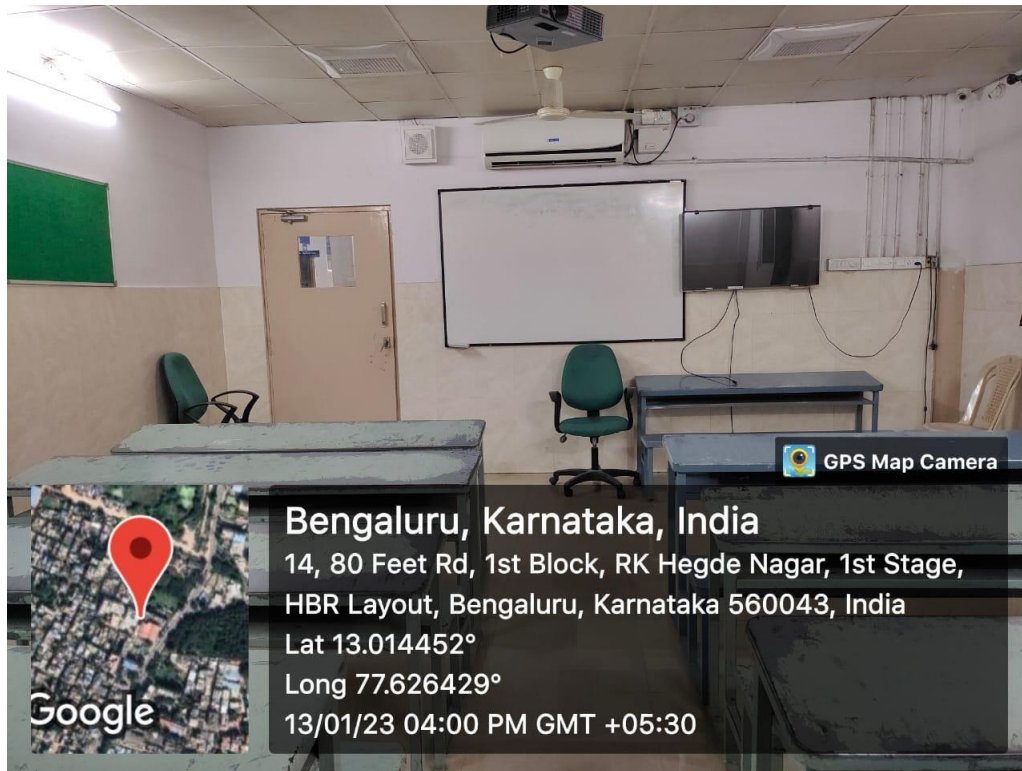 GPS Map Camera
Bengaluru, Karnataka, India
14, 80 Feet Rd, 1st Block, RK Hegde Nagar, 1st Stage,
HBR Layout, Bengaluru, Karnataka 560043, India
Lat 13.014452°
Long 77.626429°
13/01/23 04:00 PM GMT +05:30
Google